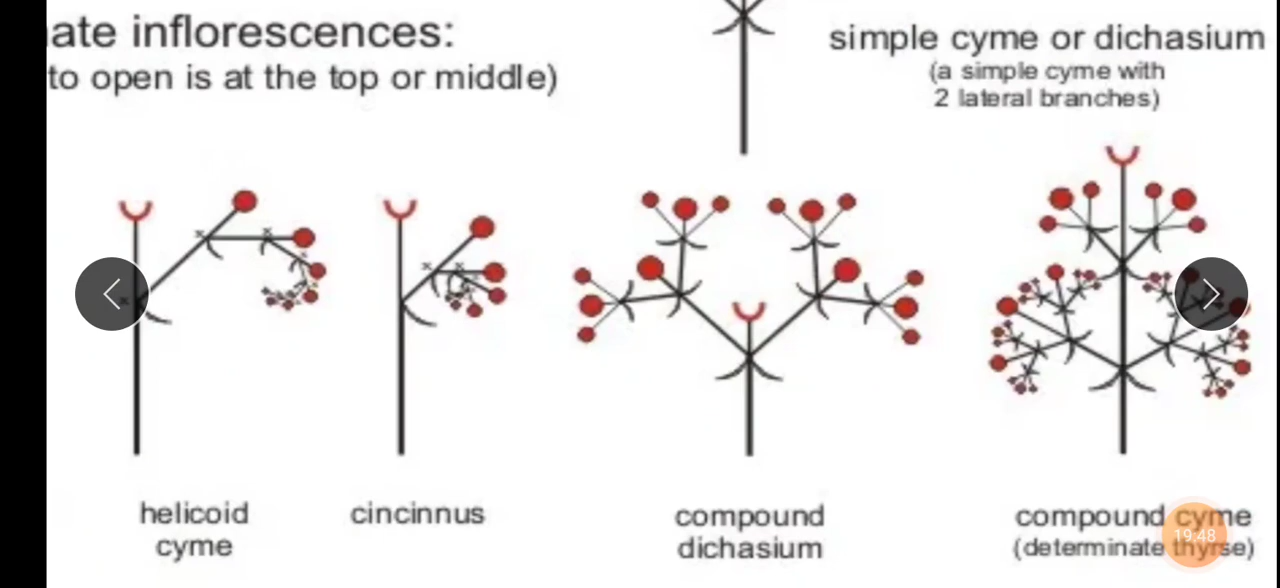 ate inflorescences:
to open is at the top or middle)
simple cyme or dichasium
(a simple cyme with
2 lateral branches)
helicoid
cyme
cincinnus
compound
dichasium
compound cyme
(determinate thyrse)
19:48